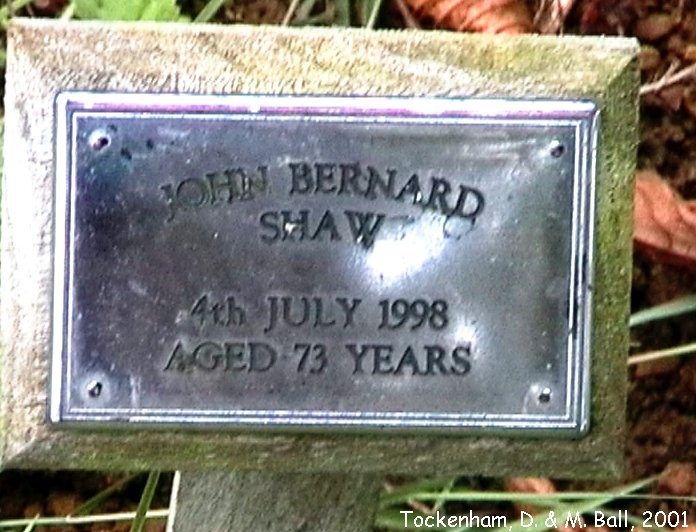 JOHN BERNARD
SHAW
4th JULY 1998
AGED 73 YEARS
Tockenham, D. & M. Ball, 2001